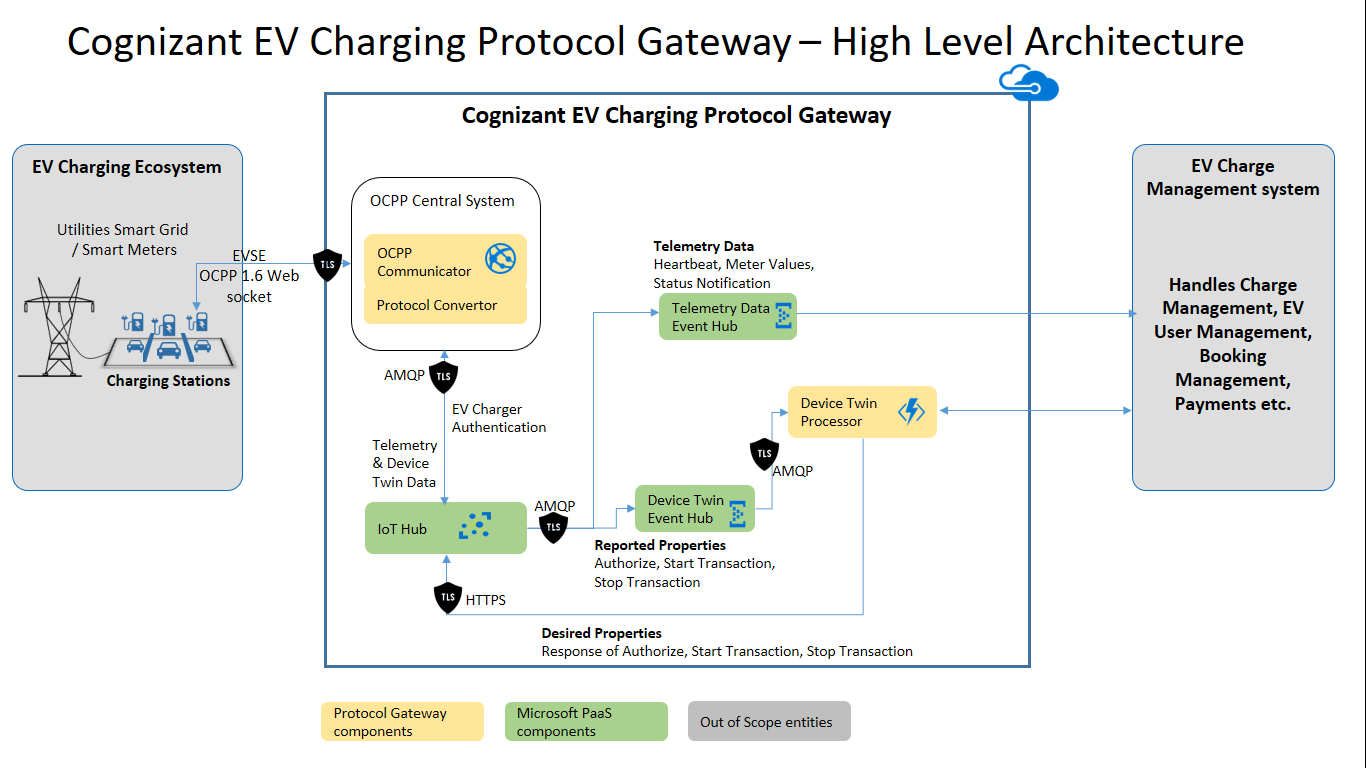 Cognizant EV Charging Protocol Gateway – High Level Architecture
Cognizant EV Charging Protocol Gateway
EV Charging Ecosystem
Utilities Smart Grid
/ Smart Meters
EVSE
OCPP 1.6 Web
socket
Charging Stations
TLS
OCPP Central System
OCPP
Communicator
Protocol Convertor
AMQP
TLS
EV Charger
Authentication
Telemetry
& Device
Twin Data
IoT Hub
AMQP
TLS
TLS
HTTPS
Telemetry Data
Heartbeat, Meter Values,
Status Notification
Telemetry Data
Event Hub
Device Twin
Processor
TLS
AMQP
Device Twin
Event Hub
Reported Properties
Authorize, Start Transaction,
Stop Transaction
Desired Properties
Response of Authorize, Start Transaction, Stop Transaction
EV Charge
Management system
Handles Charge
Management, EV
User Management,
Booking
Management,
Payments etc.
Protocol Gateway
components
Microsoft PaaS
components
Out of Scope entities